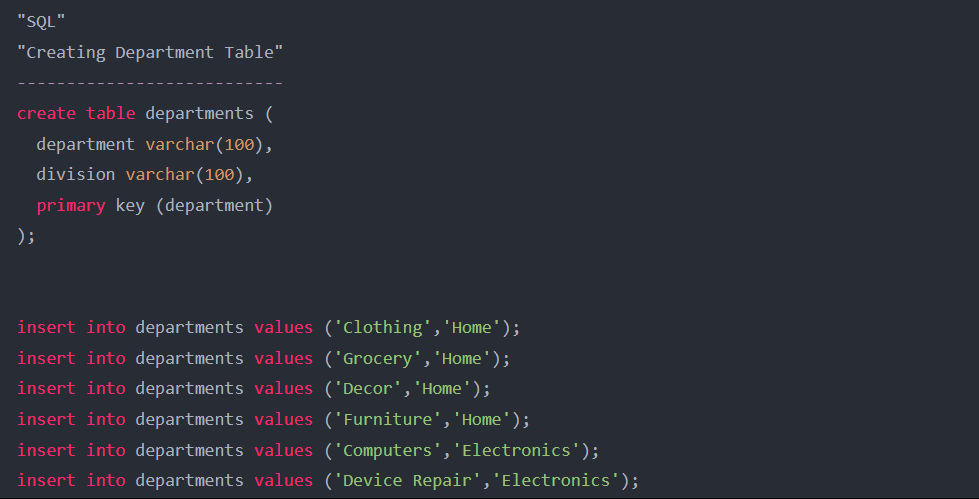 "SQL"
"Creating Department Table"
---------------------------
create table departments (
  department varchar(100),
  division varchar(100),
  primary key (department)
);
insert into departments values ('Clothing','Home');
insert into departments values ('Grocery','Home');
insert into departments values ('Decor','Home');
insert into departments values ('Furniture','Home');
insert into departments values ('Computers','Electronics');
insert into departments values ('Device Repair','Electronics');